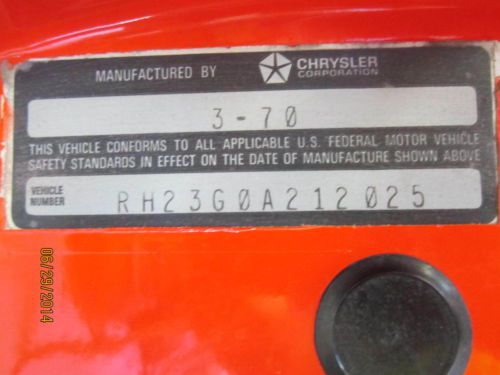 MANUFACTURED BY CHRYSLER
CORPORATION
3-70
THIS VEHICLE CONFORMS TO ALL APPLICABLE U.S. FEDERAL MOTOR VEHICLE
SAFETY STANDARDS IN EFFECT ON THE DATE OF MANUFACTURE SHOWN ABOVE
VEHICLE
NUMBER
RH23G0A212025
06/29/2014